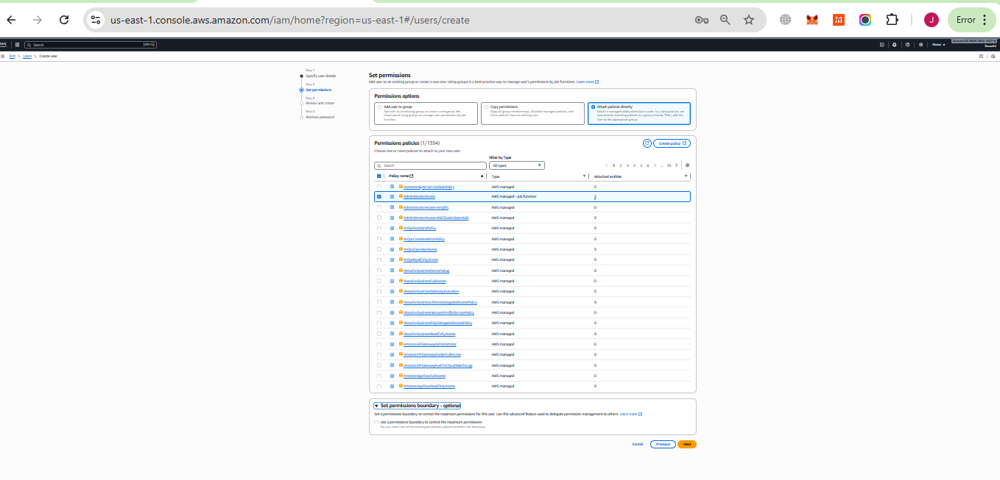 us-east-1.console.aws.amazon.com/iam/home?region=us-east-1#/users/create
J
Error
aws
Search
[Alt+S]
Global
IAM > Users > Create user
Step 1
Specify user details
Step 2
Set permissions
Step 3
Review and create
Step 4
Retrieve password
Set permissions
Add user to an existing group or create a new one. Using groups is a best-practice way to manage user's permissions by job functions. Learn more
Permissions options
Add user to group
Add user to an existing group, or create a new group. We recommend using groups to manage user permissions by job function.
Copy permissions
Copy all group memberships, attached managed policies, and inline policies from an existing user.
Attach policies directly
Attach a managed policy directly to a user. As a best practice, we recommend attaching policies to a group instead. Then, add the user to the appropriate group.
Permissions policies (1/1394)
Create policy
Choose one or more policies to attach to your new user.
Filter by Type
Search
All types
1 2 3 4 5 6 7 ... 70
Policy name Type Attached entities
AccessAnalyzerServiceRolePolicy AWS managed 0
AdministratorAccess AWS managed - job function 2
AdministratorAccess-Amplify AWS managed 0
AdministratorAccess-AWSElasticBeanstalk AWS managed 0
AIOpsAssistantPolicy AWS managed 0
AIOpsConsoleAdminPolicy AWS managed 0
AIOpsOperatorAccess AWS managed 0
AIOpsReadOnlyAccess AWS managed 0
AlexaForBusinessDeviceSetup AWS managed 0
AlexaForBusinessFullAccess AWS managed 0
AlexaForBusinessGatewayExecution AWS managed 0
AlexaForBusinessLifesizeDelegatedAccessPolicy AWS managed 0
AlexaForBusinessNetworkProfileServicePolicy AWS managed 0
AlexaForBusinessPolyDelegatedAccessPolicy AWS managed 0
AlexaForBusinessReadOnlyAccess AWS managed 0
AmazonAPIGatewayAdministrator AWS managed 0
AmazonAPIGatewayInvokeFullAccess AWS managed 0
AmazonAPIGatewayPushToCloudWatchLogs AWS managed 0
AmazonAppFlowFullAccess AWS managed 0
AmazonAppFlowReadOnlyAccess AWS managed 0
Set permissions boundary - optional
Set a permissions boundary to control the maximum permissions for this user. Use this advanced feature used to delegate permission management to others. Learn more
Use a permissions boundary to control the maximum permissions
You can select one of the existing permissions policies to define the boundary.
Cancel
Previous
Next